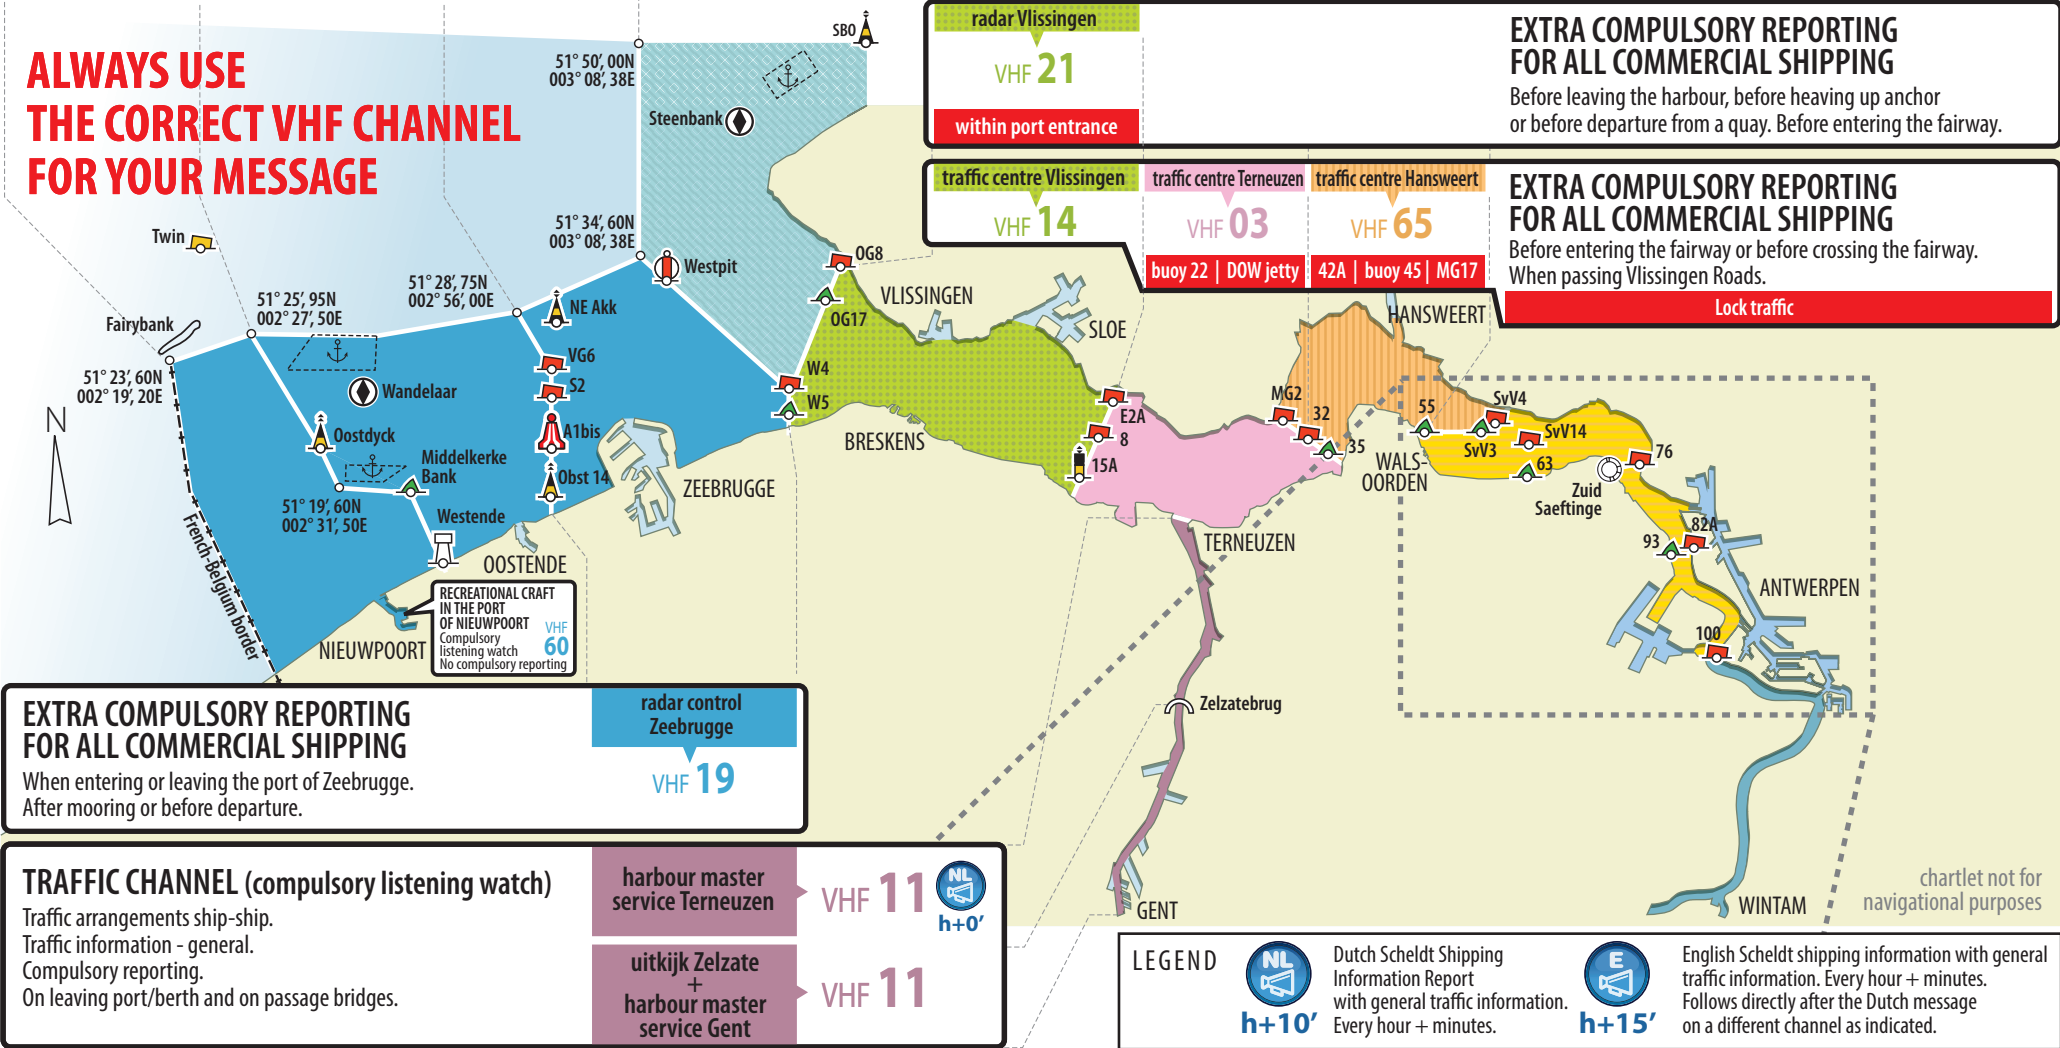 ALWAYS USE
THE CORRECT VHF CHANNEL
FOR YOUR MESSAGE
radar Vlissingen
VHF 21
within port entrance
EXTRA COMPULSORY REPORTING
FOR ALL COMMERCIAL SHIPPING
Before leaving the harbour, before heaving up anchor
or before departure from a quay. Before entering the fairway.
traffic centre Vlissingen
VHF 14
traffic centre Terneuzen
VHF 03
buoy 22 | DOW jetty
traffic centre Hansweert
VHF 65
42A | buoy 45 | MG17
EXTRA COMPULSORY REPORTING
FOR ALL COMMERCIAL SHIPPING
Before entering the fairway or before crossing the fairway.
When passing Vlissingen Roads.
Lock traffic
SBO
51° 50′, 00N
003° 08′, 38E
Steenbank
51° 34′, 60N
003° 08′, 38E
Westpit
Twin
51° 28′, 75N
002° 56′, 00E
51° 25′, 95N
002° 27′, 50E
Fairybank
51° 23′, 60N
002° 19′, 20E
N
NE Akk
VG6
S2
A1bis
Obst 14
Wandelaar
Oostdyck
Middelkerke
Bank
51° 19′, 60N
002° 31′, 50E
Westende
French-Belgium border
OG8
OG17
W4
W5
VLISSINGEN
SLOE
BRESKENS
ZEEBRUGGE
OOSTENDE
NIEUWPOORT
RECREATIONAL CRAFT
IN THE PORT
OF NIEUWPOORT
Compulsory
listening watch
No compulsory reporting
VHF
60
E2A
8
15A
MG2
32
35
HANSWEERT
WALS-
OORDEN
55
SvV4
SvV3
SvV14
63
76
Zuid
Saeftinge
82A
93
100
ANTWERPEN
TERNEUZEN
Zelzatebrug
GENT
WINTAM
chartlet not for
navigational purposes
EXTRA COMPULSORY REPORTING
FOR ALL COMMERCIAL SHIPPING
When entering or leaving the port of Zeebrugge.
After mooring or before departure.
radar control
Zeebrugge
VHF 19
TRAFFIC CHANNEL (compulsory listening watch)
Traffic arrangements ship-ship.
Traffic information - general.
Compulsory reporting.
On leaving port/berth and on passage bridges.
harbour master
service Terneuzen
VHF 11
NL
h+0′
uitkijk Zelzate
+
harbour master
service Gent
VHF 11
LEGEND
NL
h+10′
Dutch Scheldt Shipping
Information Report
with general traffic information.
Every hour + minutes.
E
h+15′
English Scheldt shipping information with general
traffic information. Every hour + minutes.
Follows directly after the Dutch message
on a different channel as indicated.